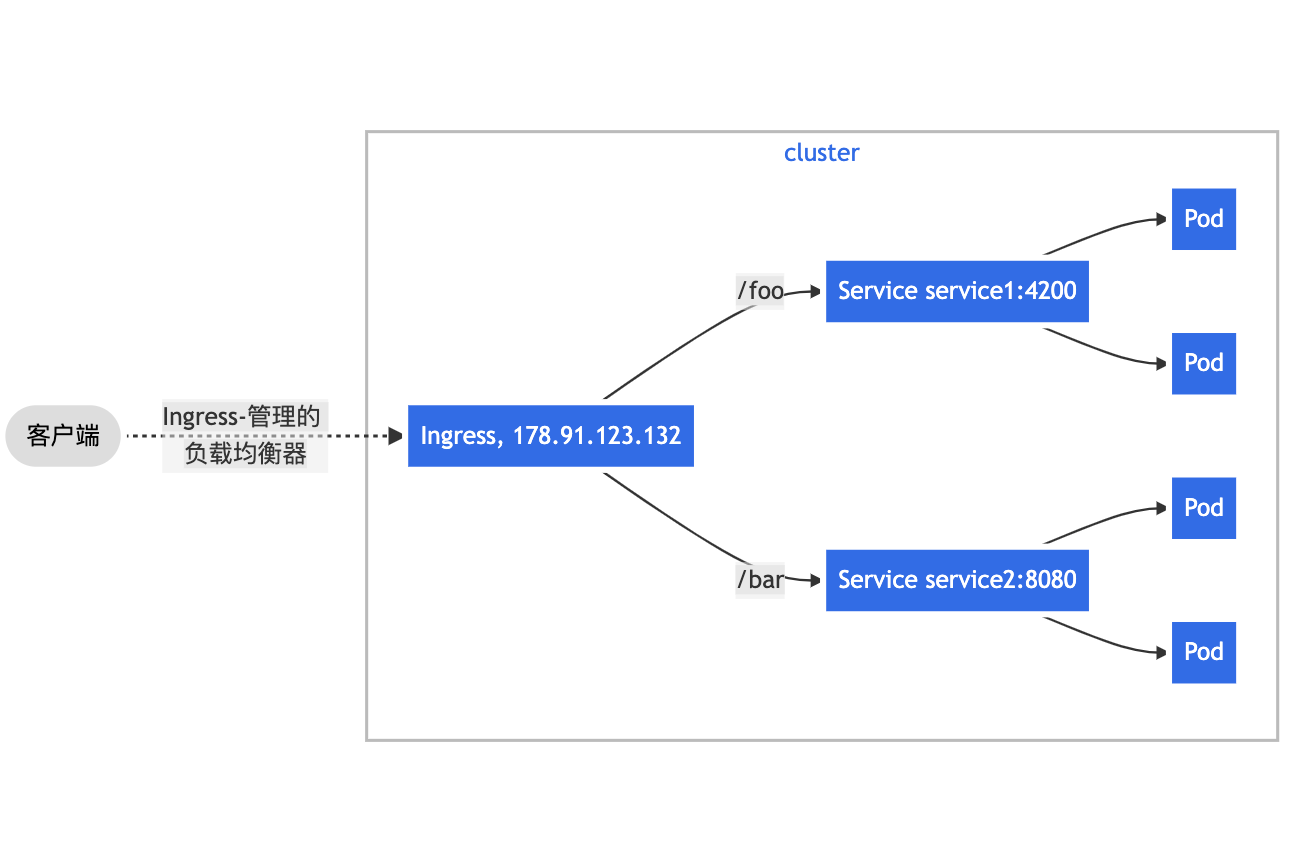 cluster
客户端
Ingress-管理的
负载均衡器
Ingress, 178.91.123.132
/foo
Service service1:4200
Pod
Pod
/bar
Service service2:8080
Pod
Pod